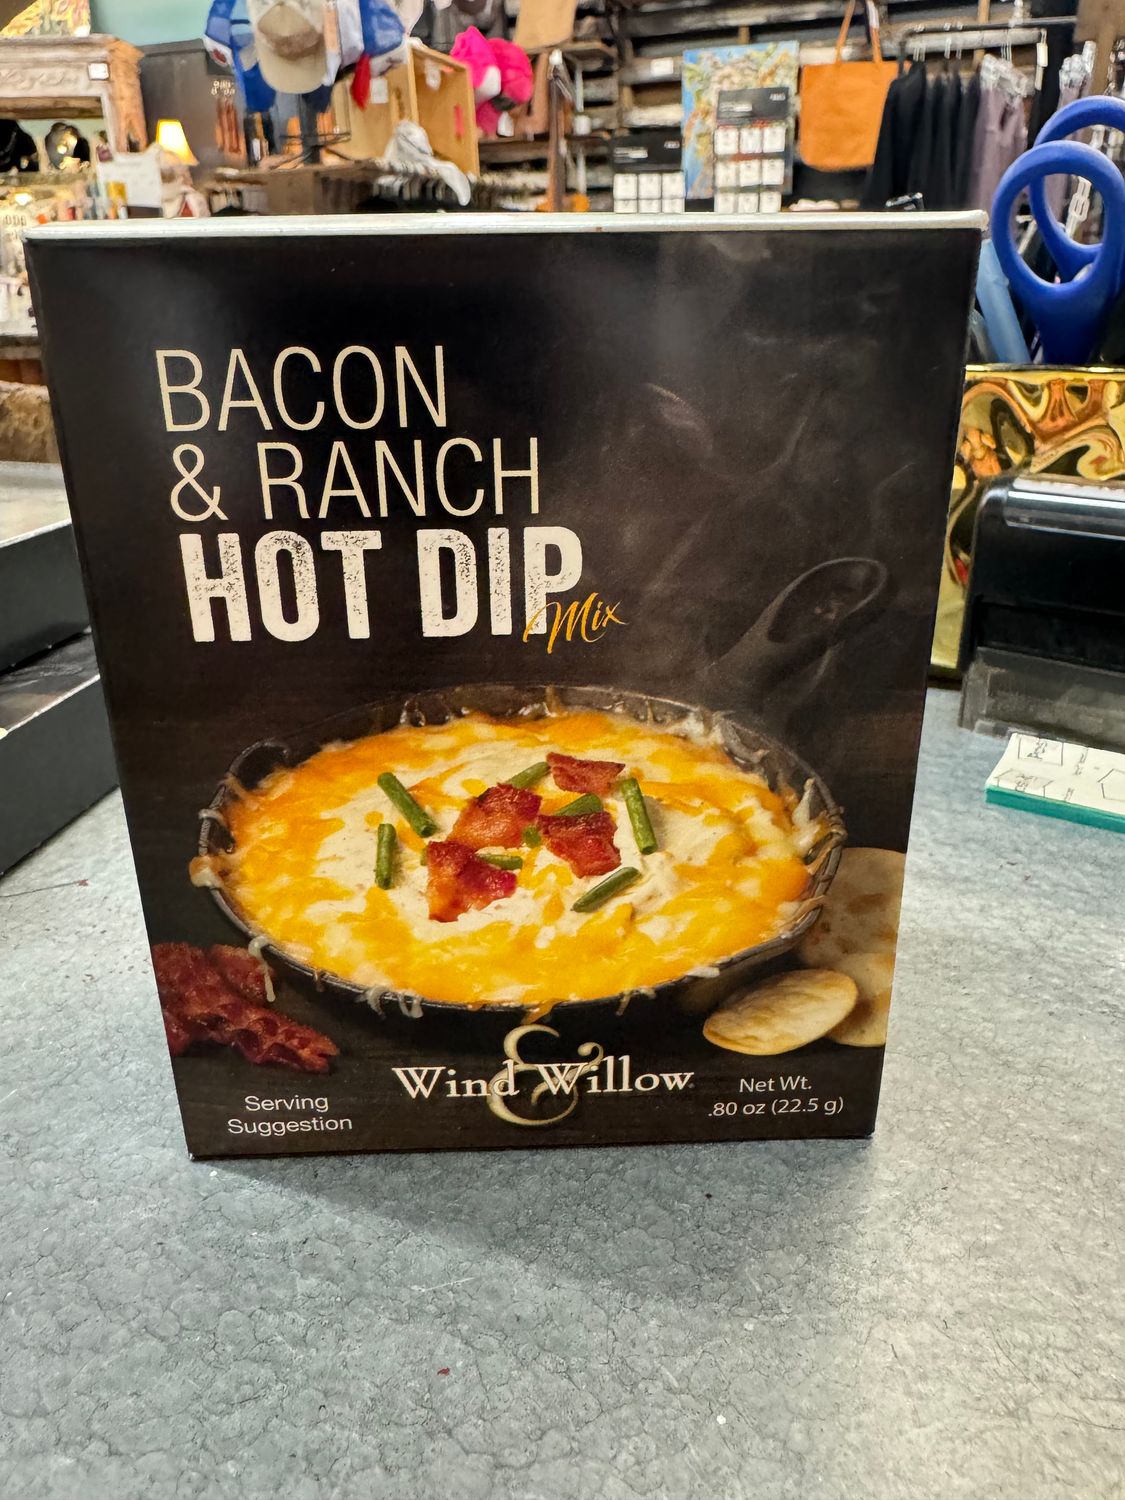 BACON
& RANCH
HOT DIP
Mix
Wind & Willow
Serving
Suggestion
Net Wt.
.80 oz (22.5 g)